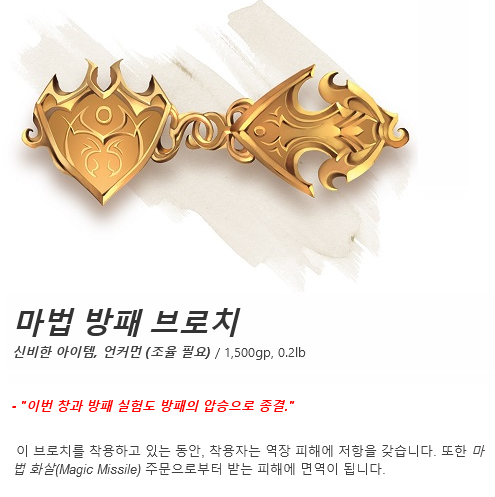 마법 방패 브로치
신비한 아이템, 언커먼 (조율 필요) / 1,500gp, 0.2lb
- "이번 창과 방패 실험도 방패의 압승으로 종결."
이 브로치를 착용하고 있는 동안, 착용자는 역장 피해에 저항을 갖습니다. 또한 마
법 화살(Magic Missile) 주문으로부터 받는 피해에 면역이 됩니다.